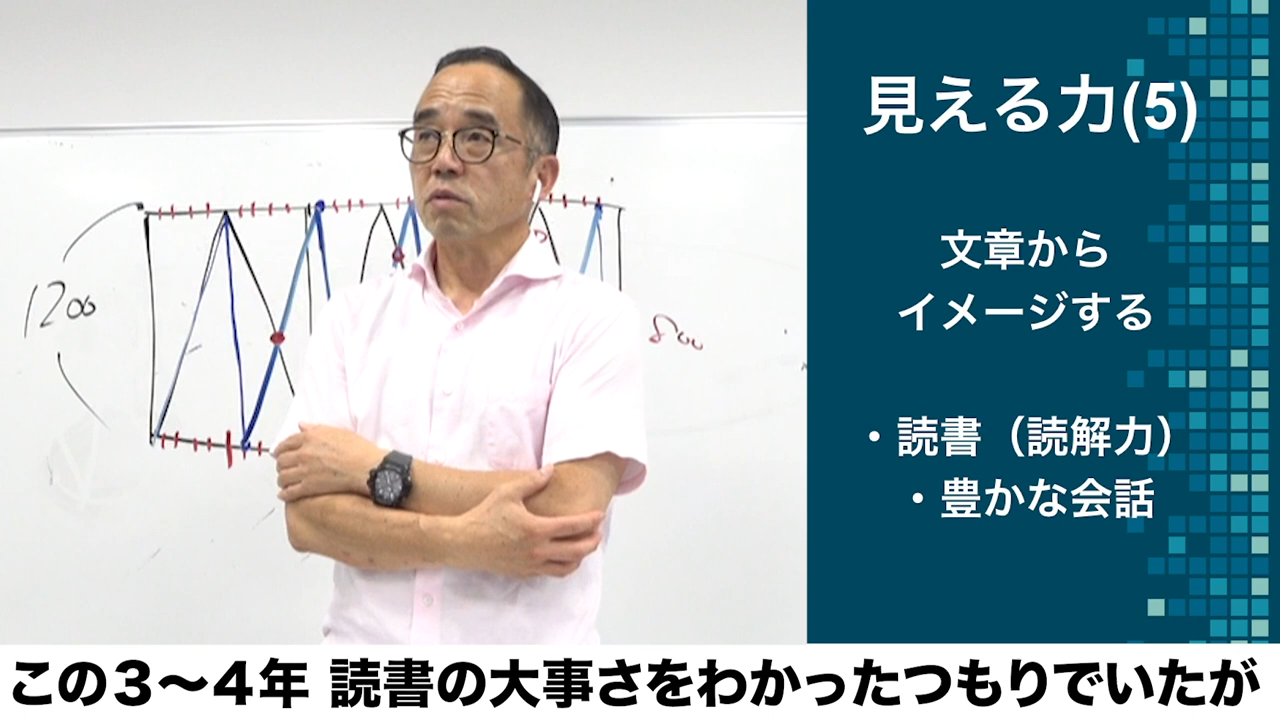 見える力(5)
文章から
イメージする
・読書（読解力）
・豊かな会話
1200
800
この３〜４年 読書の大事さをわかったつもりでいたが